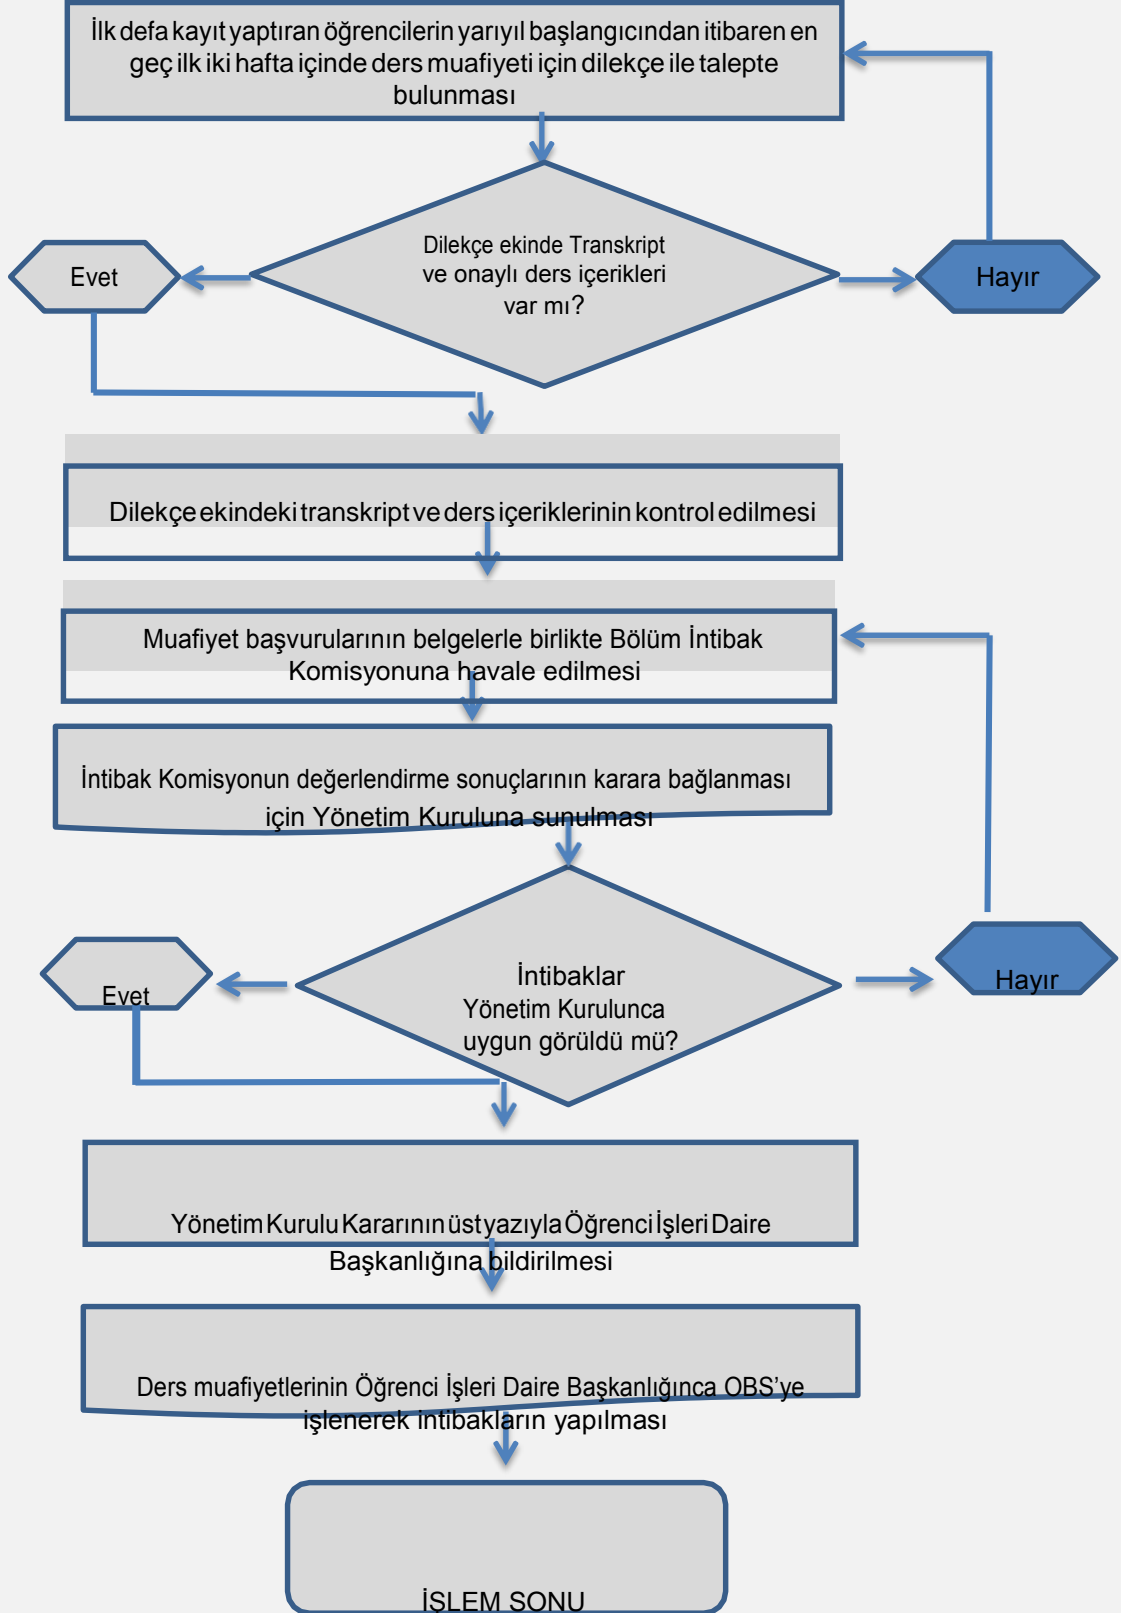 İlk defa kayıt yaptıran öğrencilerin yarıyıl başlangıcından itibaren en
geç ilk iki hafta içinde ders muafiyeti için dilekçe ile talepte
bulunması
Dilekçe ekinde Transkript
ve onaylı ders içerikleri
var mı?
Evet
Hayır
Dilekçe ekindeki transkript ve ders içeriklerinin kontrol edilmesi
Muafiyet başvurularının belgelerle birlikte Bölüm İntibak
Komisyonuna havale edilmesi
İntibak Komisyonun değerlendirme sonuçlarının karara bağlanması
için Yönetim Kuruluna sunulması
İntibaklar
Yönetim Kurulunca
uygun görüldü mü?
Evet
Hayır
Yönetim Kurulu Kararının üst yazıyla Öğrenci İşleri Daire
Başkanlığına bildirilmesi
Ders muafiyetlerinin Öğrenci İşleri Daire Başkanlığınca OBS’ye
işlenerek intibakların yapılması
İŞLEM SONU